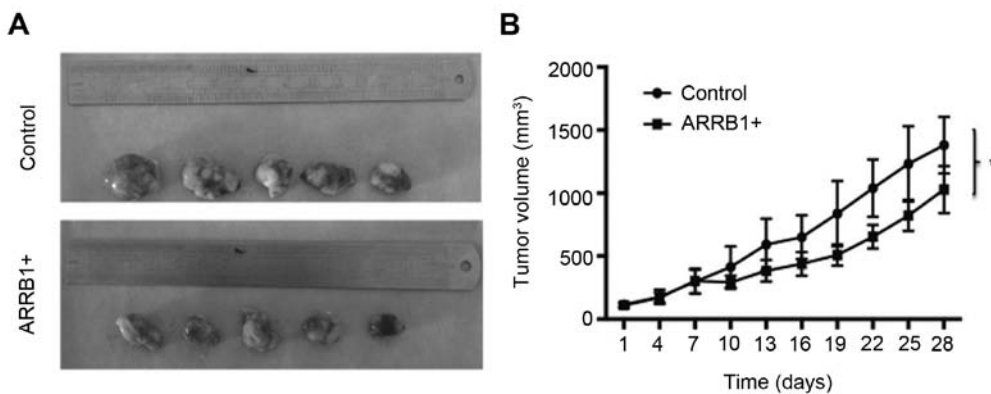 A
Control
ARRB1+
B
Tumor volume (mm³)
2000
1500
1000
500
0
Control
ARRB1+
1 4 7 10 13 16 19 22 25 28
Time (days)